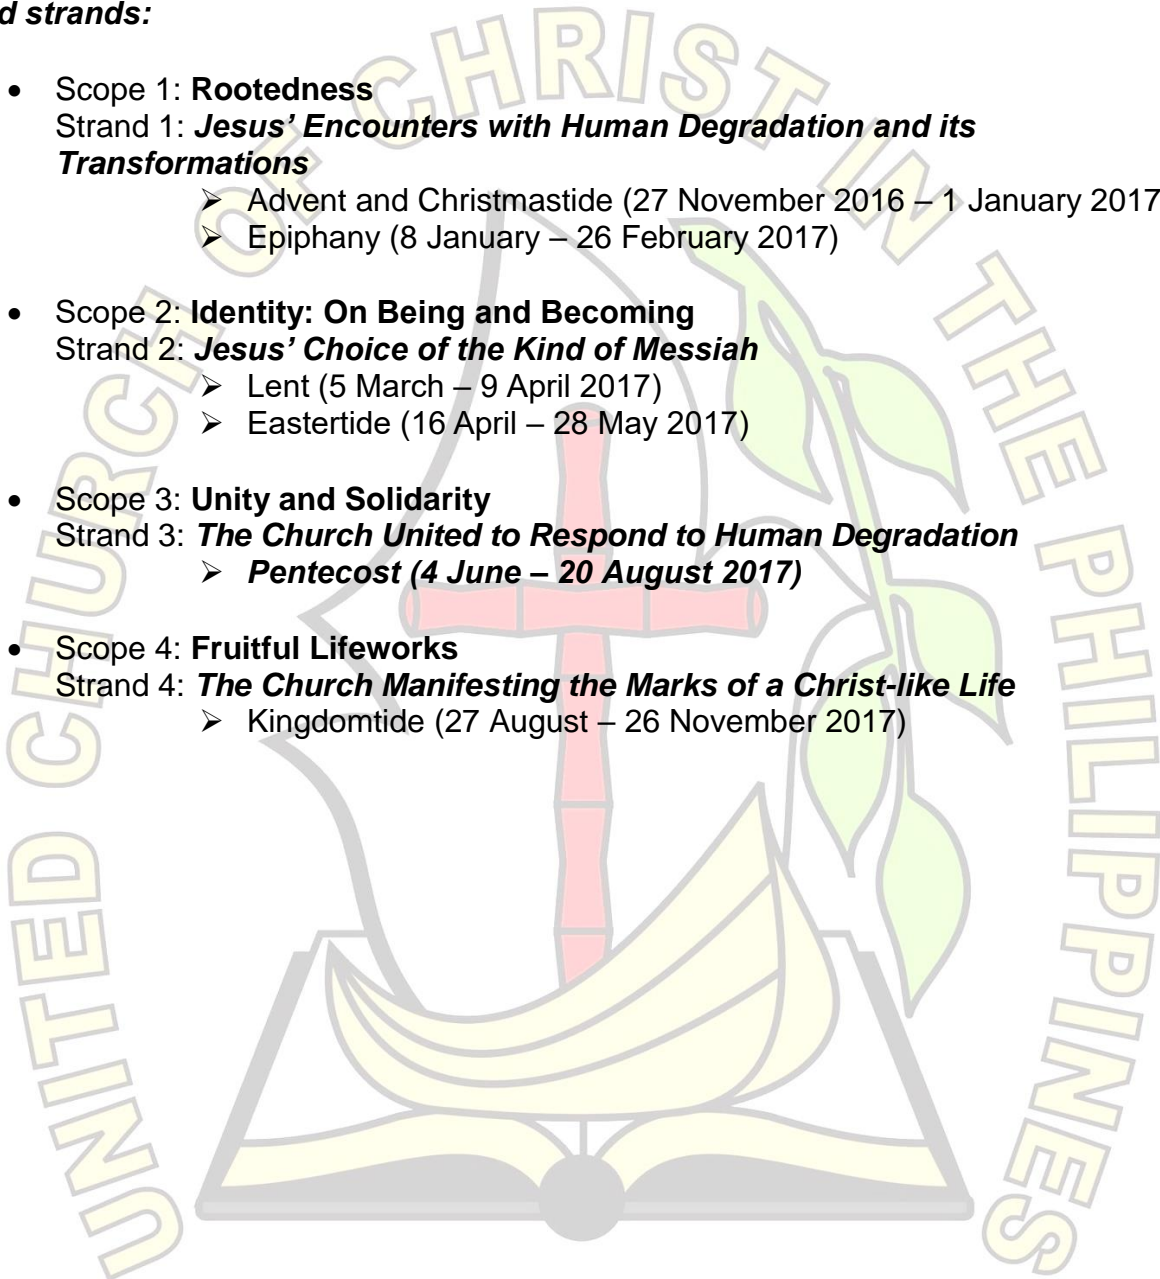 d strands:
• Scope 1: Rootedness
Strand 1: Jesus’ Encounters with Human Degradation and its
Transformations
➢ Advent and Christmastide (27 November 2016 – 1 January 2017
➢ Epiphany (8 January – 26 February 2017)
• Scope 2: Identity: On Being and Becoming
Strand 2: Jesus’ Choice of the Kind of Messiah
➢ Lent (5 March – 9 April 2017)
➢ Eastertide (16 April – 28 May 2017)
• Scope 3: Unity and Solidarity
Strand 3: The Church United to Respond to Human Degradation
➢ Pentecost (4 June – 20 August 2017)
• Scope 4: Fruitful Lifeworks
Strand 4: The Church Manifesting the Marks of a Christ-like Life
➢ Kingdomtide (27 August – 26 November 2017)
UNITED CHURCH OF CHRIST IN THE PHILIPPINES